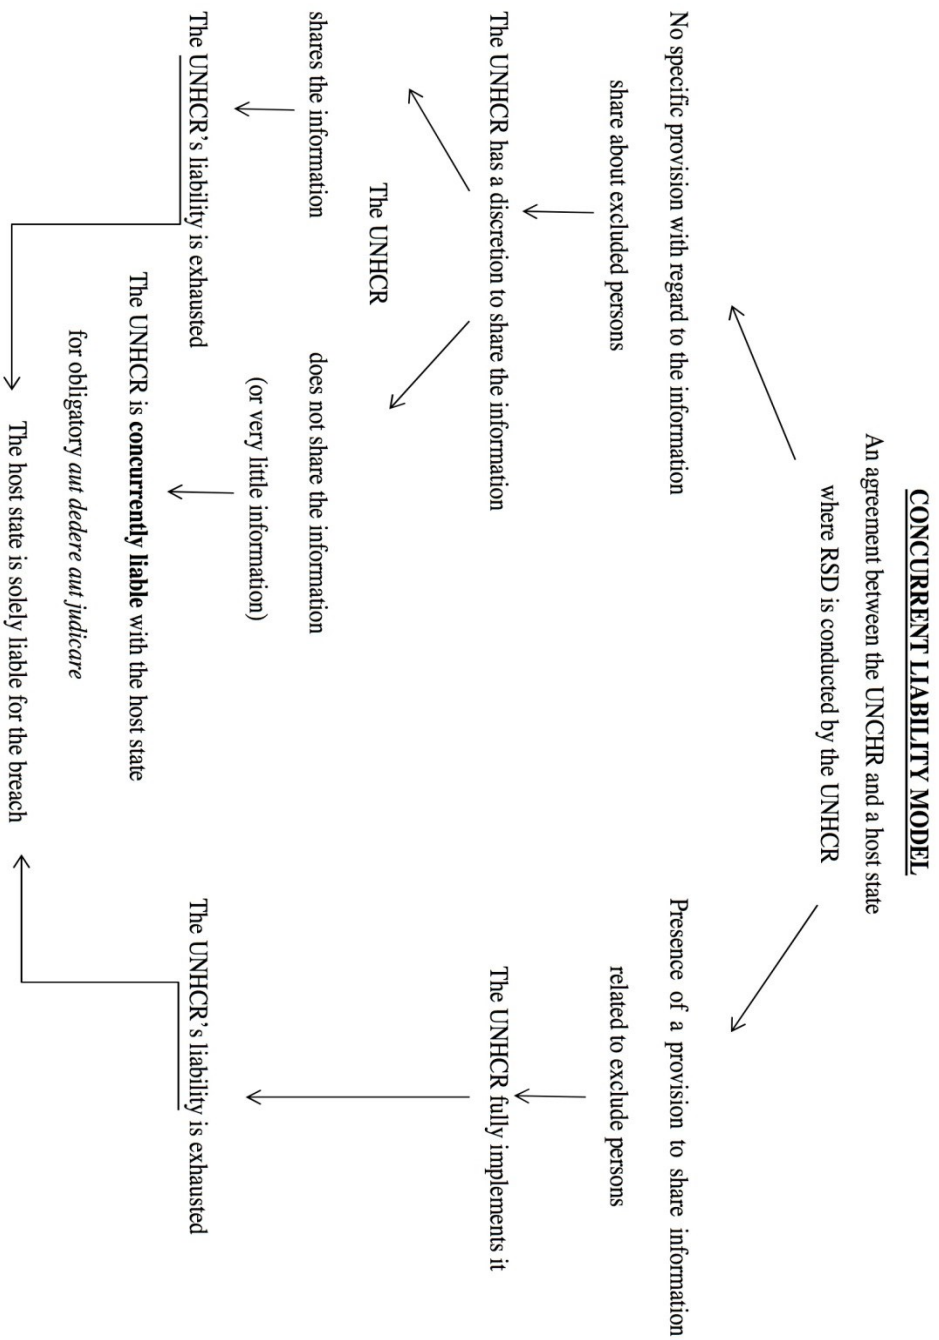 CONCURRENT LIABILITY MODEL
An agreement between the UNCHR and a host state
where RSD is conducted by the UNHCR
No specific provision with regard to the information
share about excluded persons
Presence of a provision to share information
related to exclude persons
The UNHCR has a discretion to share the information
The UNHCR fully implements it
The UNHCR
shares the information
does not share the information
(or very little information)
The UNHCR's liability is exhausted
The UNHCR's liability is exhausted
The UNHCR is concurrently liable with the host state
for obligatory aut dedere aut judicare
The host state is solely liable for the breach